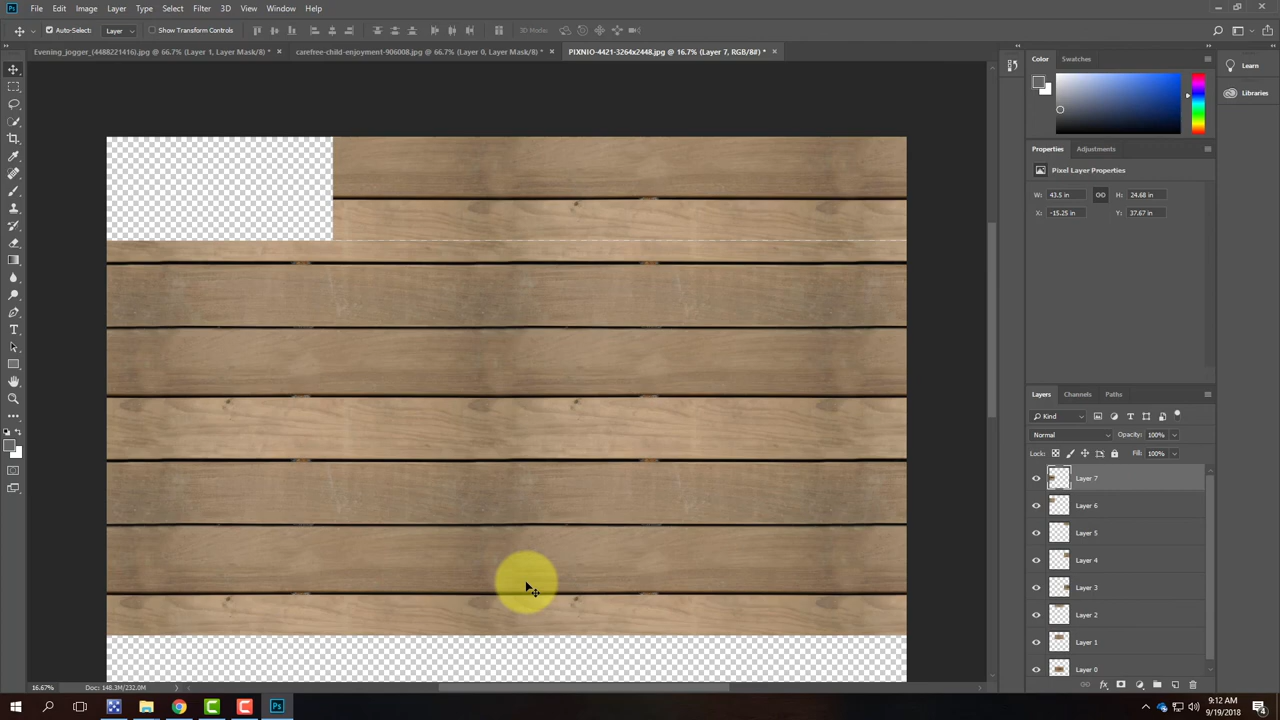 Ps File Edit Image Layer Type Select Filter 3D View Window Help
Auto-Select: Layer Show Transform Controls 3D Mode:
Evening_jogger_(4488221416).jpg @ 66.7% (Layer 1, Layer Mask/8) * × carefree-child-enjoyment-906008.jpg @ 66.7% (Layer 0, Layer Mask/8) * × PIXNIO-4421-3264x2448.jpg @ 16.7% (Layer 7, RGB/8#) * ×
Color Swatches
Learn
Libraries
Properties Adjustments
Pixel Layer Properties
W: 43.5 in H: 24.68 in
X: -15.25 in Y: 37.67 in
Layers Channels Paths
Kind
Normal Opacity: 100%
Lock: Fill: 100%
Layer 7
Layer 6
Layer 5
Layer 4
Layer 3
Layer 2
Layer 1
Layer 0
16.67% Doc: 148.3M/232.0M
Ps
9:12 AM
9/19/2018